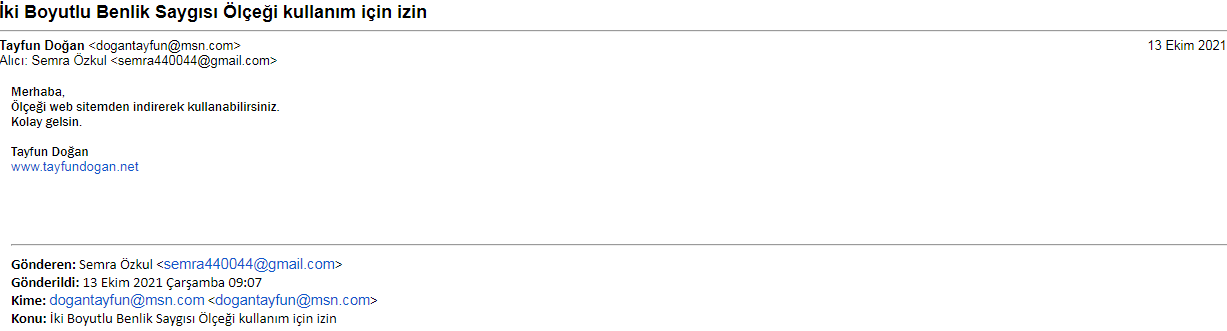 İki Boyutlu Benlik Saygısı Ölçeği kullanım için izin
Tayfun Doğan <dogantayfun@msn.com> 13 Ekim 2021
Alıcı: Semra Özkul <semra440044@gmail.com>
Merhaba,
Ölçeği web sitemden indirerek kullanabilirsiniz.
Kolay gelsin.
Tayfun Doğan
www.tayfundogan.net
Gönderen: Semra Özkul <semra440044@gmail.com>
Gönderildi: 13 Ekim 2021 Çarşamba 09:07
Kime: dogantayfun@msn.com <dogantayfun@msn.com>
Konu: İki Boyutlu Benlik Saygısı Ölçeği kullanım için izin